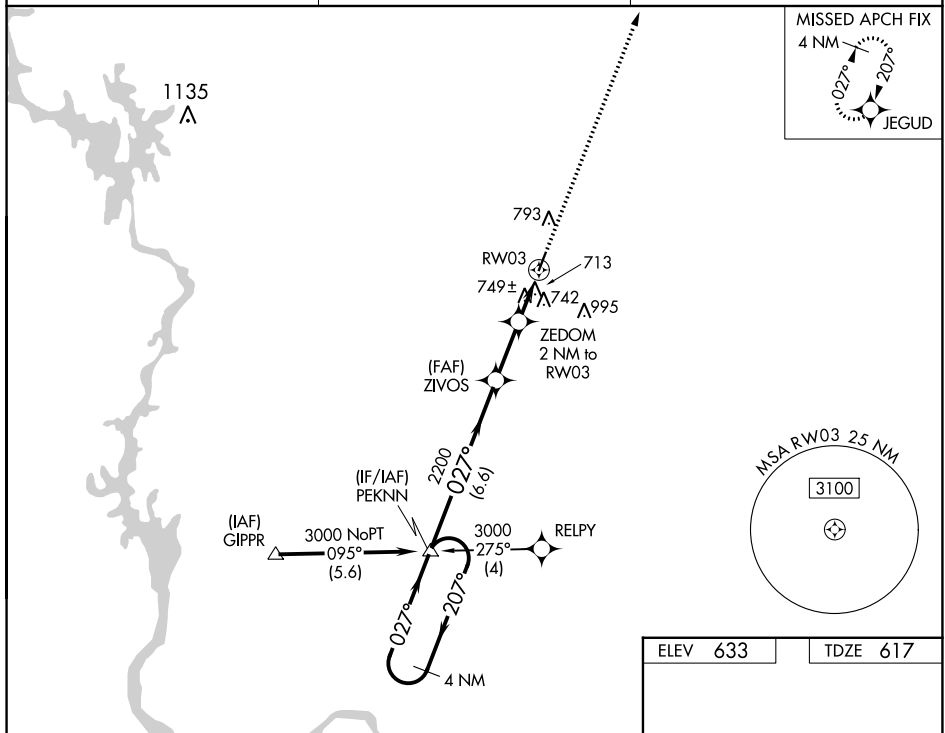 MISSED APCH FIX
4 NM
027°
207°
JEGUD
1135
793
RW03
713
749±
742
995
ZEDOM
2 NM to
RW03
(FAF)
ZIVOS
2200
027°
(6.6)
(IF/IAF)
PEKNN
(IAF)
GIPPR
3000 NoPT
095°
(5.6)
3000
275°
(4)
RELPY
027°
207°
4 NM
MSA RW03 25 NM
3100
ELEV 633
TDZE 617